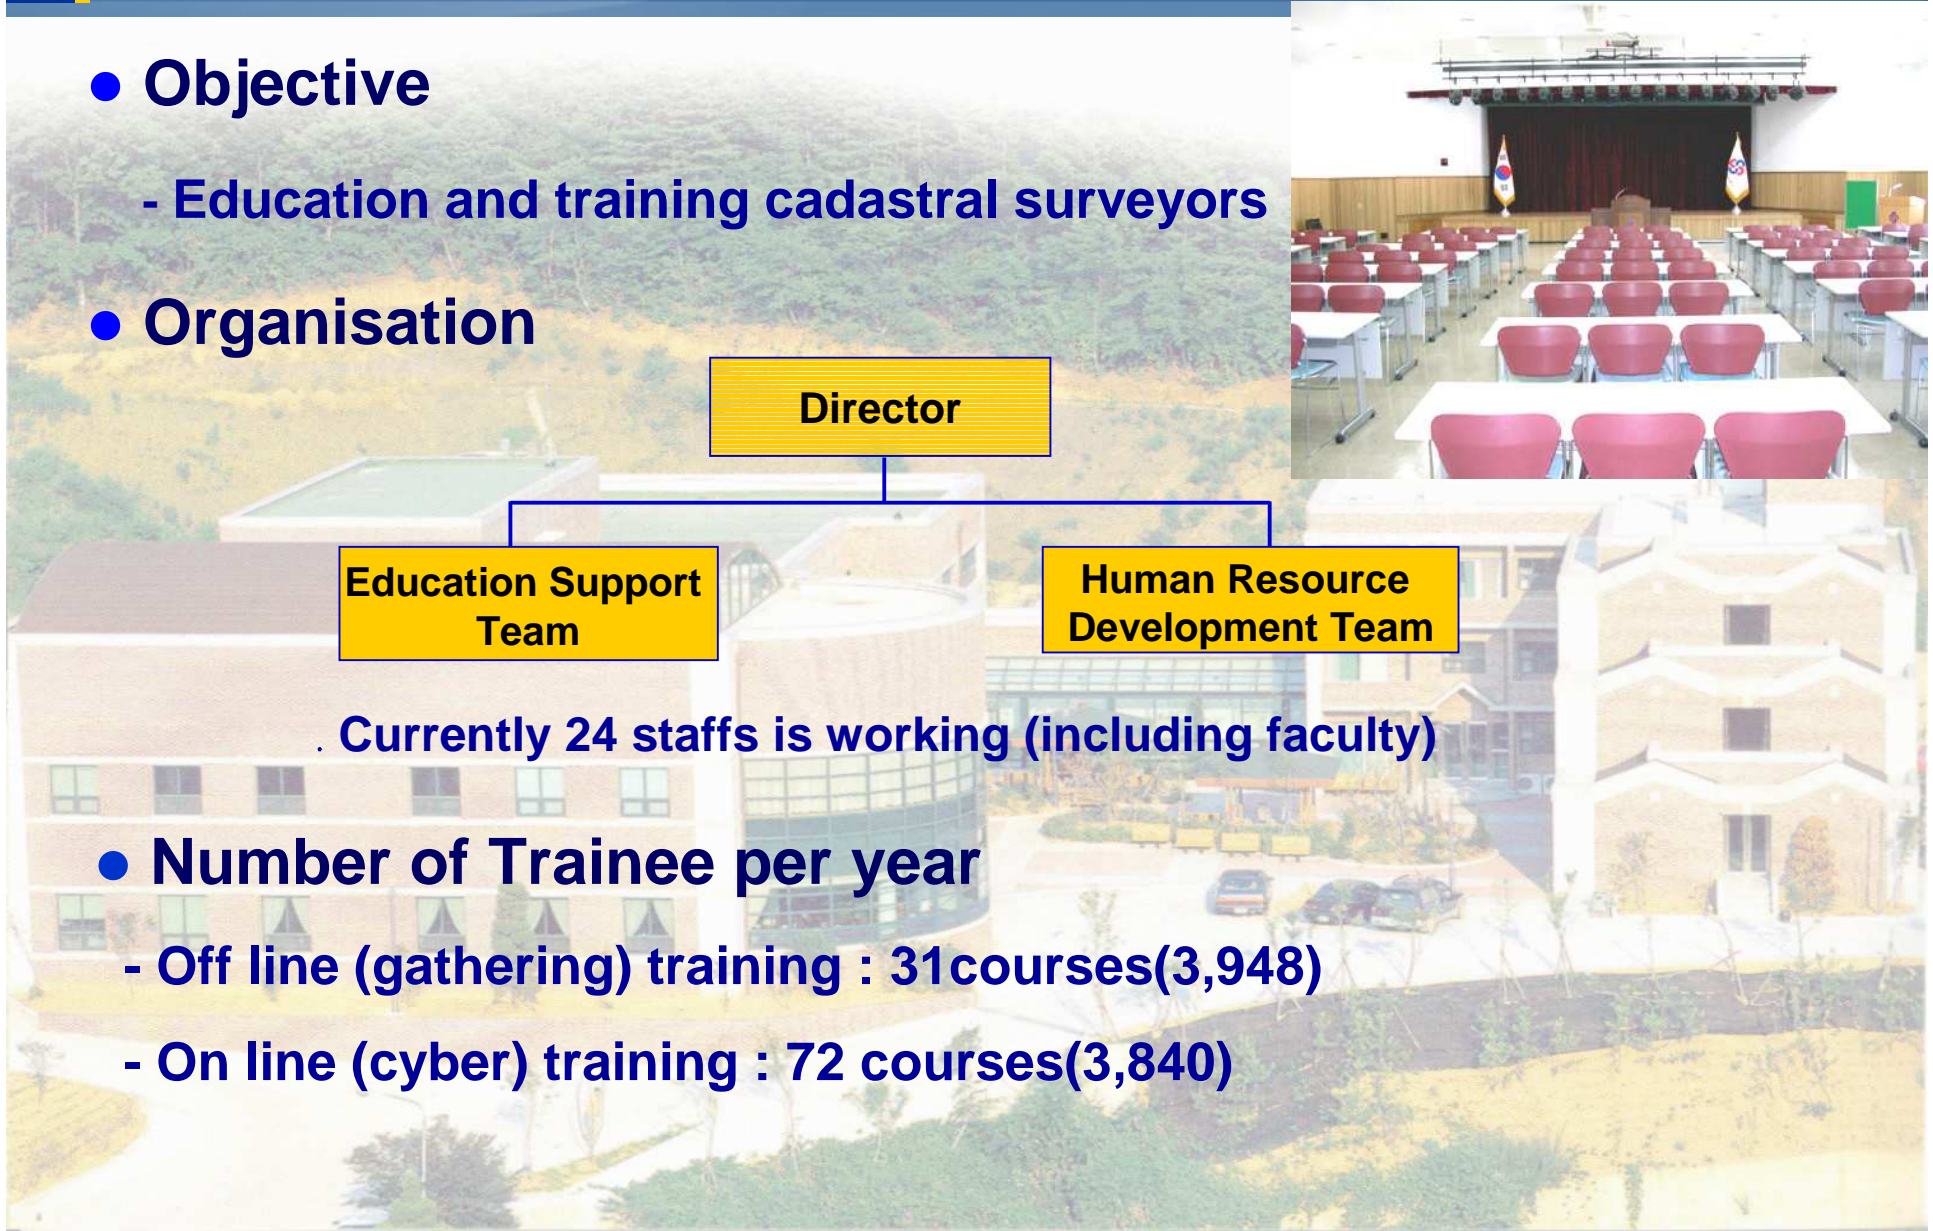 ● Objective
- Education and training cadastral surveyors
● Organisation
Director
Education Support
Team
Human Resource
Development Team
. Currently 24 staffs is working (including faculty)
● Number of Trainee per year
- Off line (gathering) training : 31courses(3,948)
- On line (cyber) training : 72 courses(3,840)